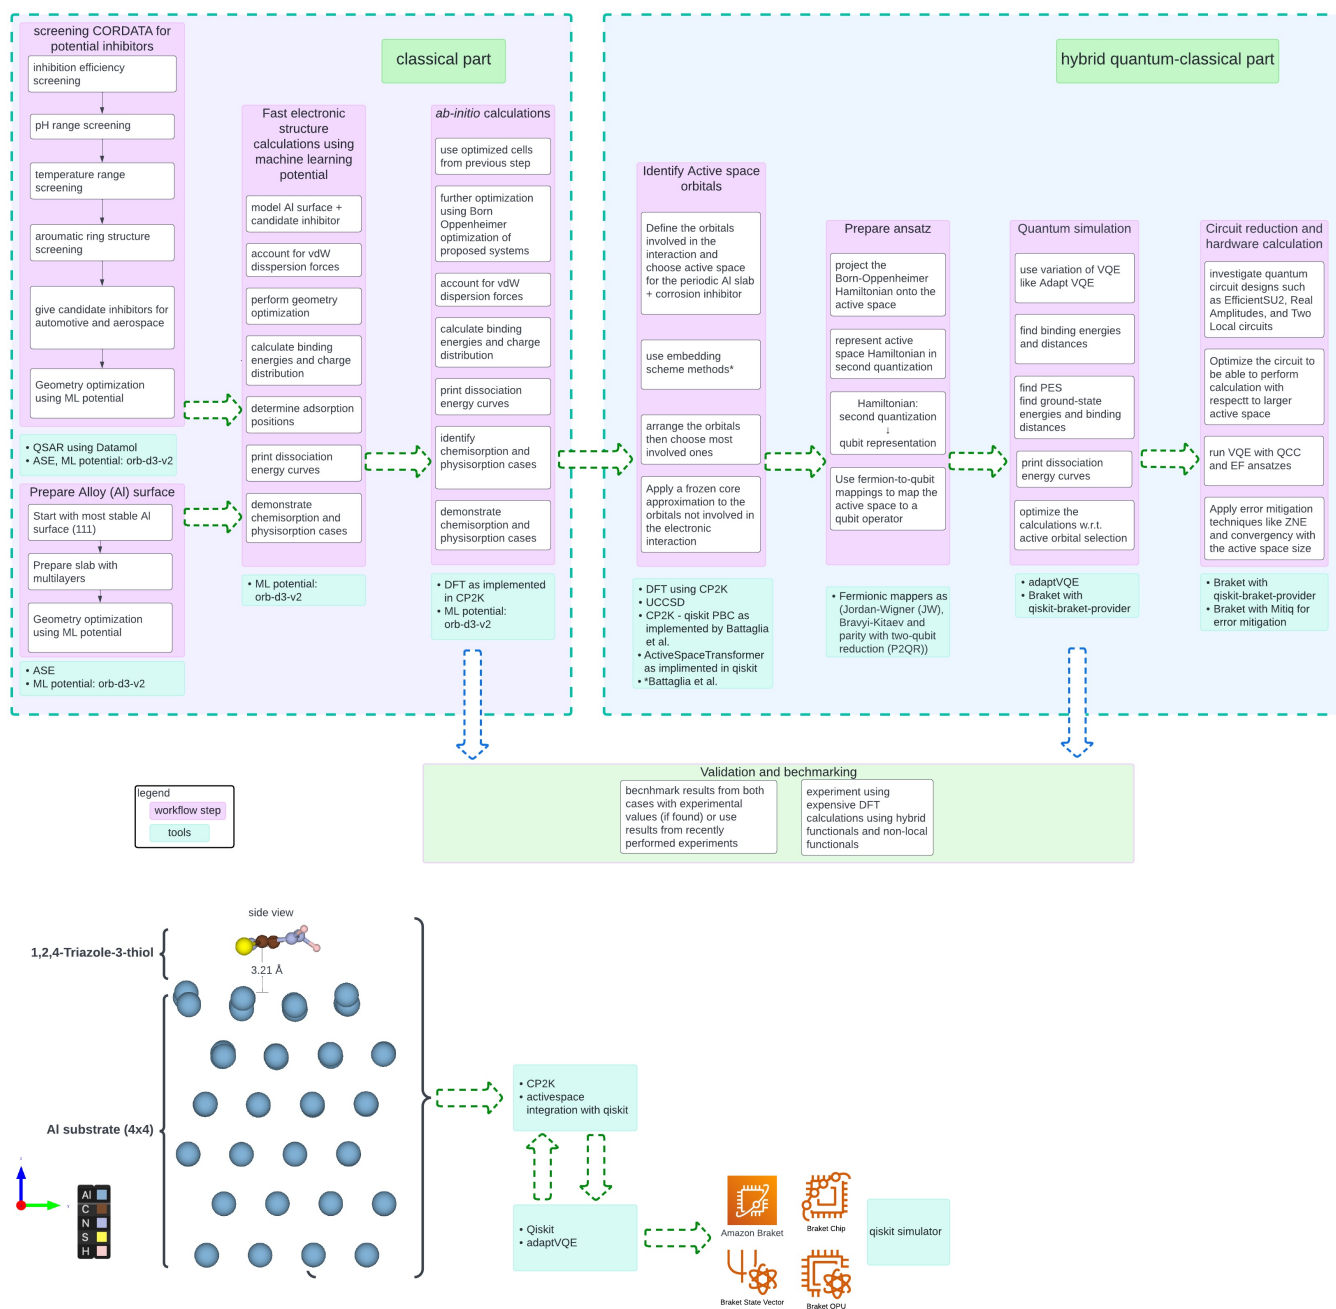 screening CORDATA for
potential inhibitors
inhibition efficiency
screening
pH range screening
temperature range
screening
aroumatic ring structure
screening
give candidate inhibitors for
automotive and aerospace
Geometry optimization
using ML potential
• QSAR using Datamol
• ASE, ML potential: orb-d3-v2
Prepare Alloy (Al) surface
Start with most stable Al
surface (111)
Prepare slab with
multilayers
Geometry optimization
using ML potential
• ASE
• ML potential: orb-d3-v2
classical part
Fast electronic
structure
calculations using
machine learning
potential
model Al surface +
candidate inhibitor
account for vdW
disspersion forces
perform geometry
optimization
calculate binding
energies and charge
distribution
determine adsorption
positions
print dissociation
energy curves
demonstrate
chemisorption and
physisorption cases
• ML potential:
orb-d3-v2
ab-initio calculations
use optimized cells
from previous step
further optimization
using Born
Oppenheimer
optimization of
proposed systems
account for vdW
dispersion forces
calculate binding
energies and charge
distribution
print dissociation
energy curves
identify
chemisorption and
physisorption cases
demonstrate
chemisorption and
physisorption cases
• DFT as implemented
in CP2K
• ML potential:
orb-d3-v2
hybrid quantum-classical part
Identify Active space
orbitals
Define the orbitals
involved in the
interaction and
choose active space
for the periodic Al slab
+ corrosion inhibitor
use embedding
scheme methods*
arrange the orbitals
then choose most
involved ones
Apply a frozen core
approximation to the
orbitals not involved in
the electronic
interaction
• DFT using CP2K
• UCCSD
• CP2K - qiskit PBC as
implemented by Battaglia
et al.
• ActiveSpaceTransformer
as implimented in qiskit
• *Battaglia et al.
Prepare ansatz
project the
Born-Oppenheimer
Hamiltonian onto the
active space
represent active
space Hamiltonian in
second quantization
Hamiltonian:
second quantization
↓
qubit representation
Use fermion-to-qubit
mappings to map the
active space to a
qubit operator
• Fermionic mappers as
(Jordan-Wigner (JW),
Bravyi-Kitaev and
parity with two-qubit
reduction (P2QR))
Quantum simulation
use variation of VQE
like Adapt VQE
find binding energies
and distances
find PES
find ground-state
energies and binding
distances
print dissociation
energy curves
optimize the
calculations w.r.t.
active orbital selection
• adaptVQE
• Braket with
qiskit-braket-provider
Circuit reduction and
hardware calculation
investigate quantum
circuit designs such
as EfficientSU2, Real
Amplitudes, and Two
Local circuits
Optimize the circuit to
be able to perform
calculation with
respectt to larger
active space
run VQE with QCC
and EF ansatzes
Apply error mitigation
techniques like ZNE
and convergency with
the active space size
• Braket with
qiskit-braket-provider
• Braket with Mitiq for
error mitigation
Validation and bechmarking
becnhmark results from both
cases with experimental
values (if found) or use
results from recently
performed experiments
experiment using
expensive DFT
calculations using hybrid
functionals and non-local
functionals
legend
workflow step
tools
side view
1,2,4-Triazole-3-thiol
3.21 Å
Al substrate (4x4)
Al
C
N
S
H
• CP2K
• activespace
integration with qiskit
• Qiskit
• adaptVQE
Amazon Braket
Braket Chip
Braket State Vector
Braket QPU
qiskit simulator